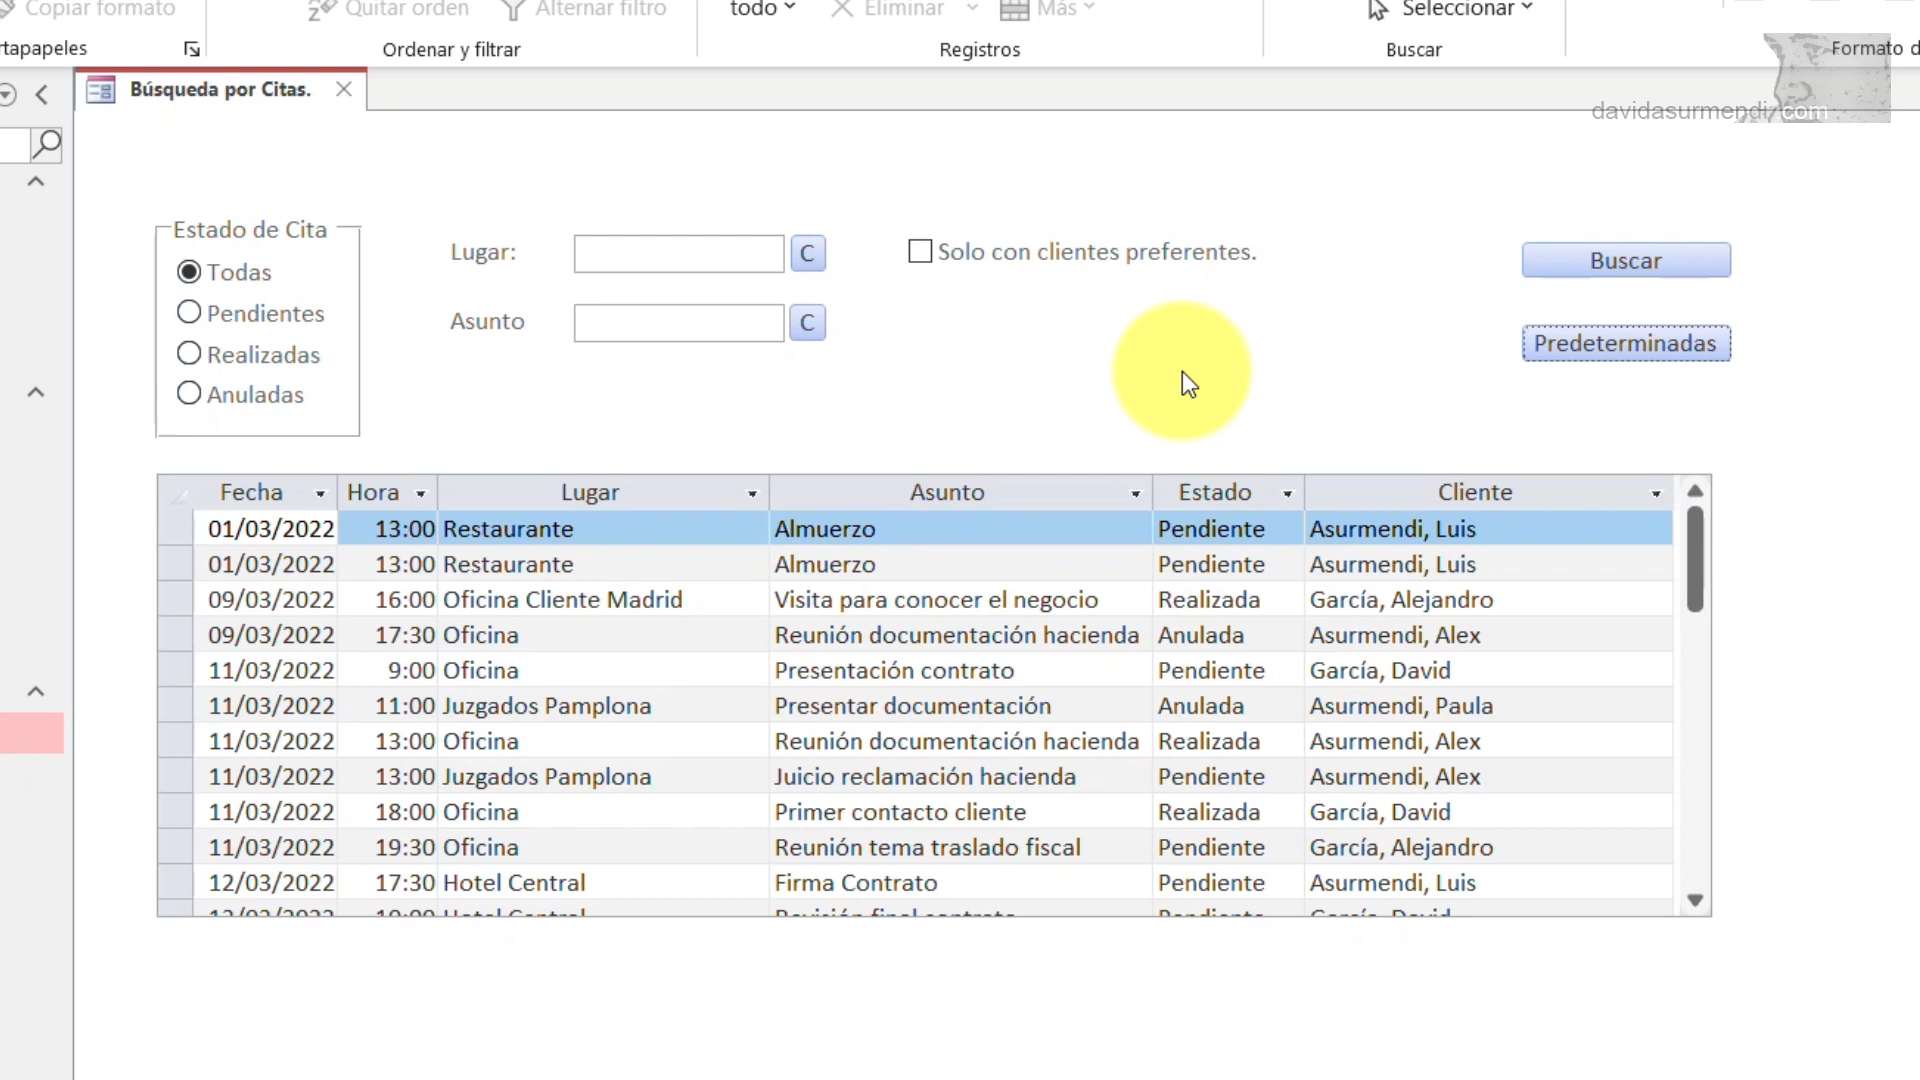 Copiar formato
Quitar orden
Alternar filtro
todo
Eliminar
Más
Seleccionar
rtapapeles
Ordenar y filtrar
Registros
Buscar
Formato d
Búsqueda por Citas.
davidasurmendi.com
Estado de Cita
Todas
Pendientes
Realizadas
Anuladas
Lugar:
C
Asunto
C
Solo con clientes preferentes.
Buscar
Predeterminadas
Fecha Hora Lugar Asunto Estado Cliente
01/03/2022 13:00 Restaurante Almuerzo Pendiente Asurmendi, Luis
01/03/2022 13:00 Restaurante Almuerzo Pendiente Asurmendi, Luis
09/03/2022 16:00 Oficina Cliente Madrid Visita para conocer el negocio Realizada García, Alejandro
09/03/2022 17:30 Oficina Reunión documentación hacienda Anulada Asurmendi, Alex
11/03/2022 9:00 Oficina Presentación contrato Pendiente García, David
11/03/2022 11:00 Juzgados Pamplona Presentar documentación Anulada Asurmendi, Paula
11/03/2022 13:00 Oficina Reunión documentación hacienda Realizada Asurmendi, Alex
11/03/2022 13:00 Juzgados Pamplona Juicio reclamación hacienda Pendiente Asurmendi, Alex
11/03/2022 18:00 Oficina Primer contacto cliente Realizada García, David
11/03/2022 19:30 Oficina Reunión tema traslado fiscal Pendiente García, Alejandro
12/03/2022 17:30 Hotel Central Firma Contrato Pendiente Asurmendi, Luis